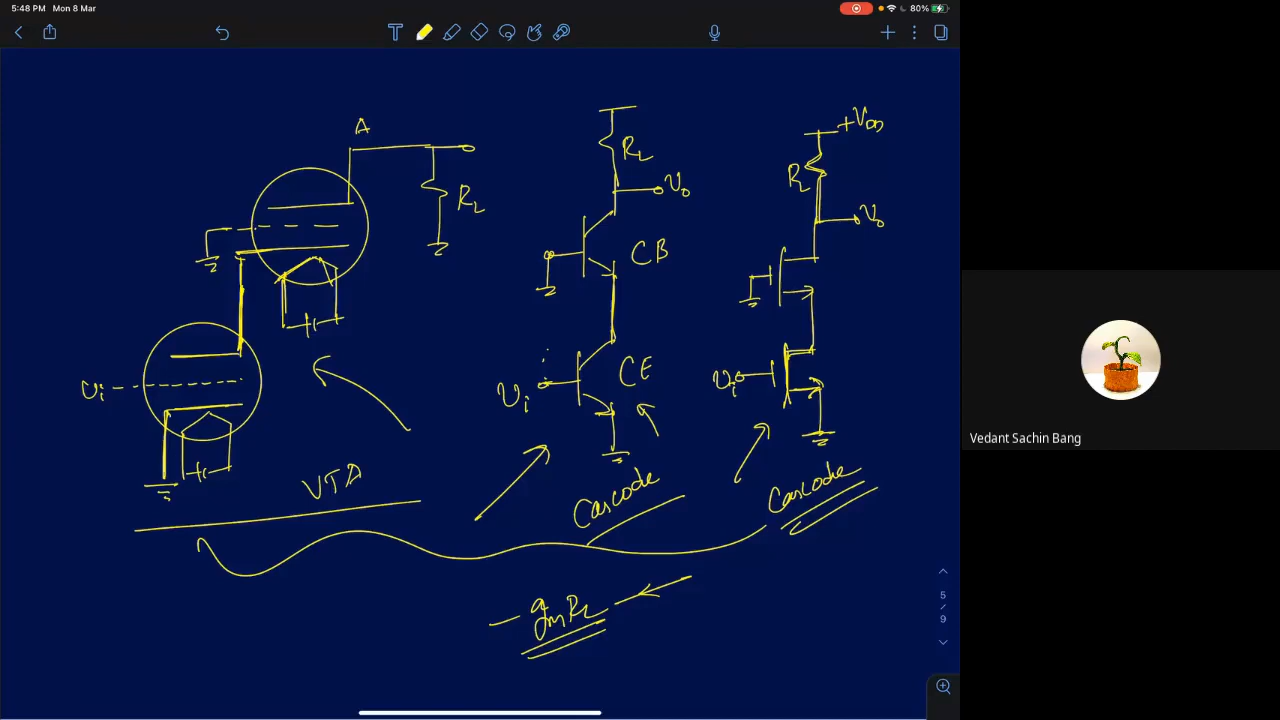 5:48 PM Mon 8 Mar
80%
A
RL
Vi
VTA
RL
Vo
CB
CE
Vi
Cascode
+VDD
RL
Vo
Vi
Cascode
- gmRL
5
/
9
Vedant Sachin Bang